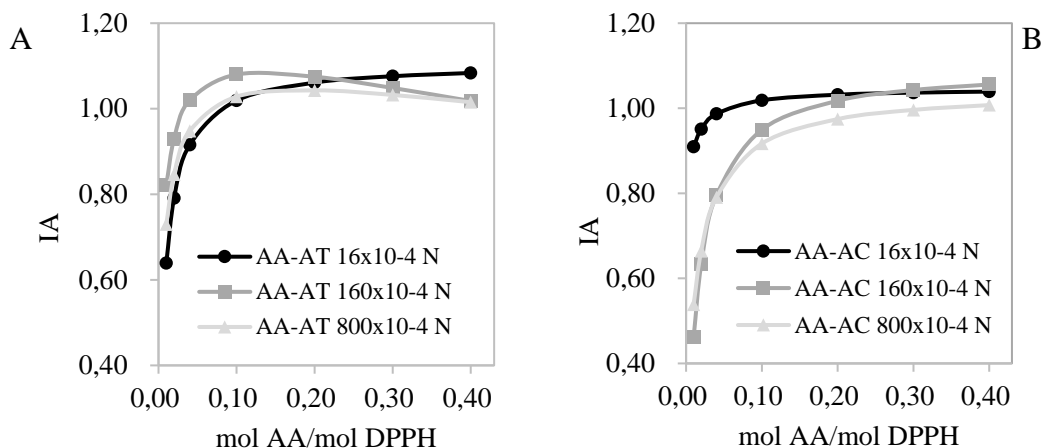 A
1,20
1,00
0,80
0,60
0,40
IA
AA-AT 16x10-4 N
AA-AT 160x10-4 N
AA-AT 800x10-4 N
0,00 0,10 0,20 0,30 0,40
mol AA/mol DPPH
B
1,20
1,00
0,80
0,60
0,40
IA
AA-AC 16x10-4 N
AA-AC 160x10-4 N
AA-AC 800x10-4 N
0,00 0,10 0,20 0,30 0,40
mol AA/mol DPPH